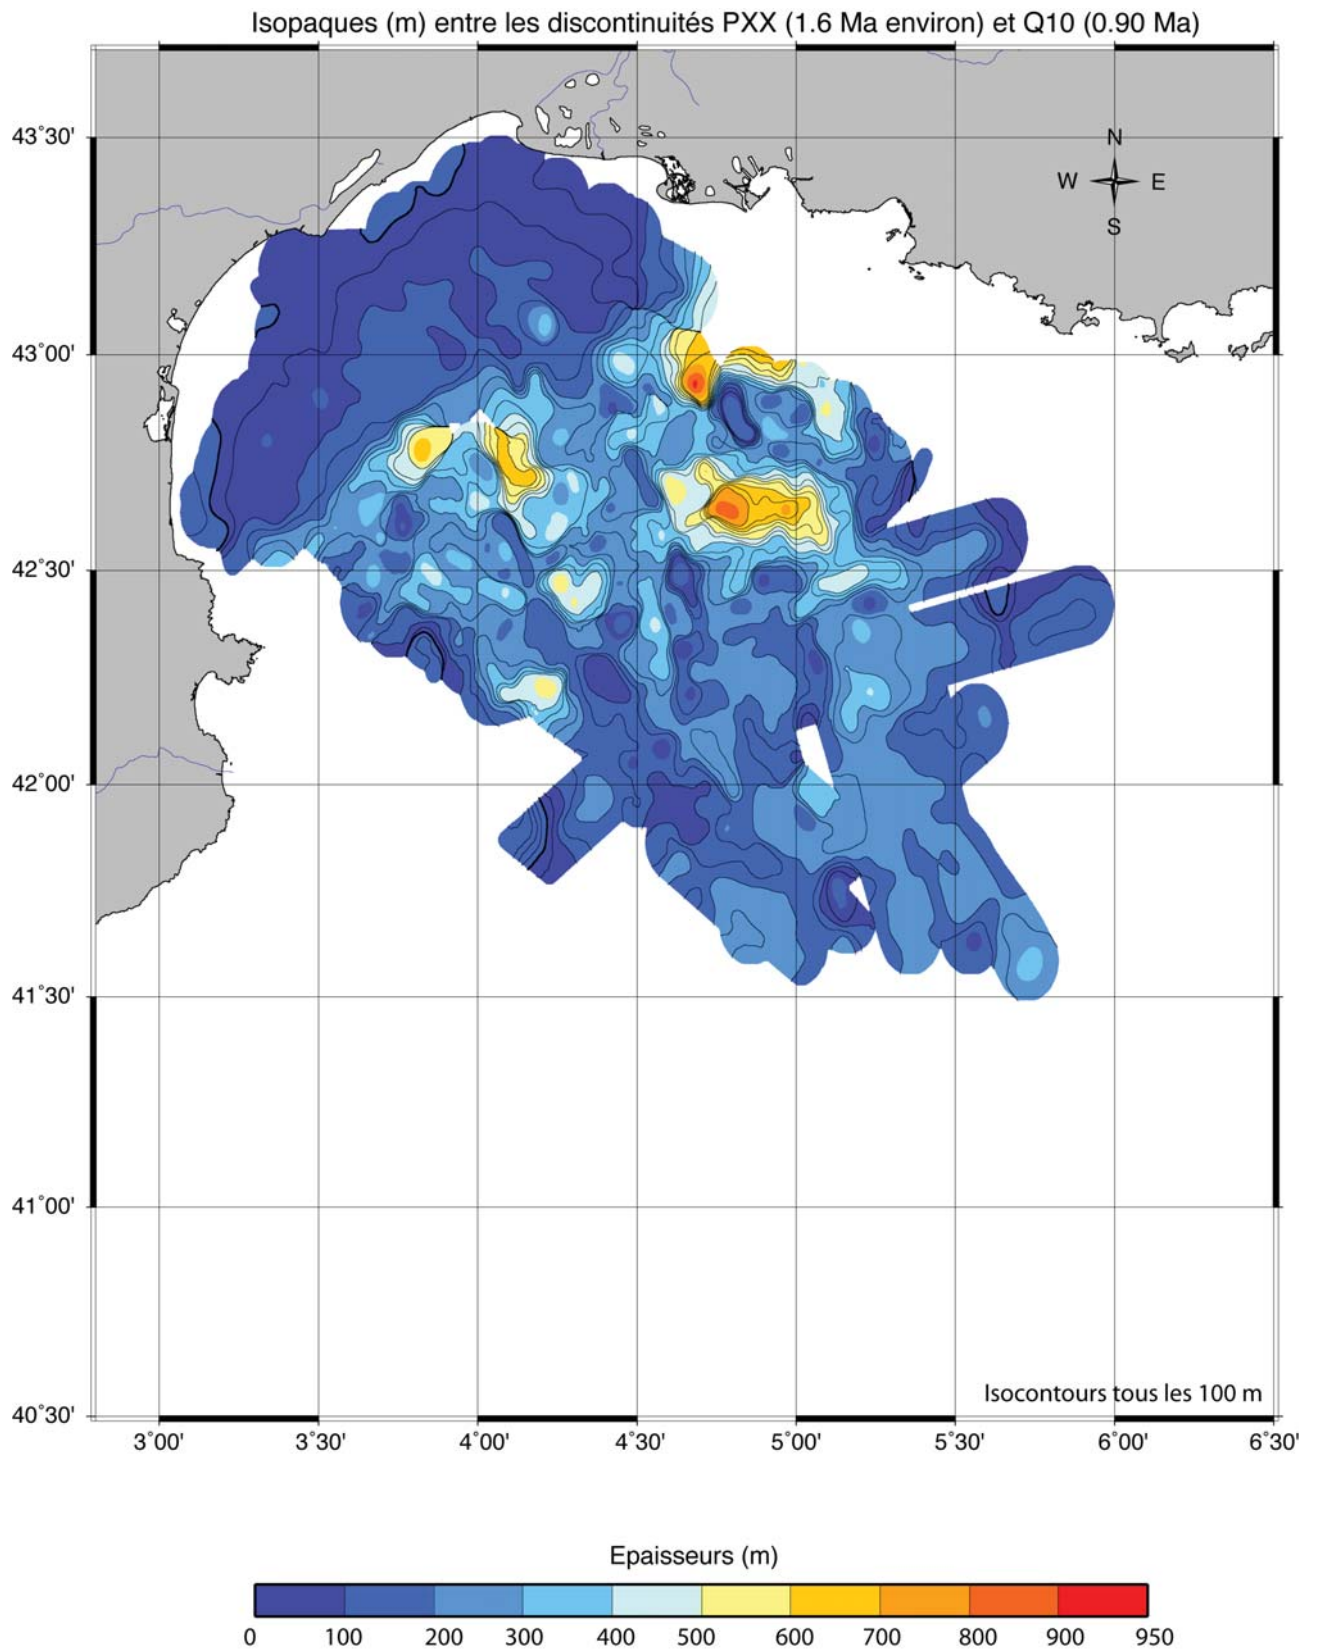 Isopaques (m) entre les discontinuités PXX (1.6 Ma environ) et Q10 (0.90 Ma)
43°30'
N
W E
S
43°00'
42°30'
42°00'
41°30'
41°00'
Isocontours tous les 100 m
40°30'
3°00' 3°30' 4°00' 4°30' 5°00' 5°30' 6°00' 6°30'
Epaisseurs (m)
0 100 200 300 400 500 600 700 800 900 950